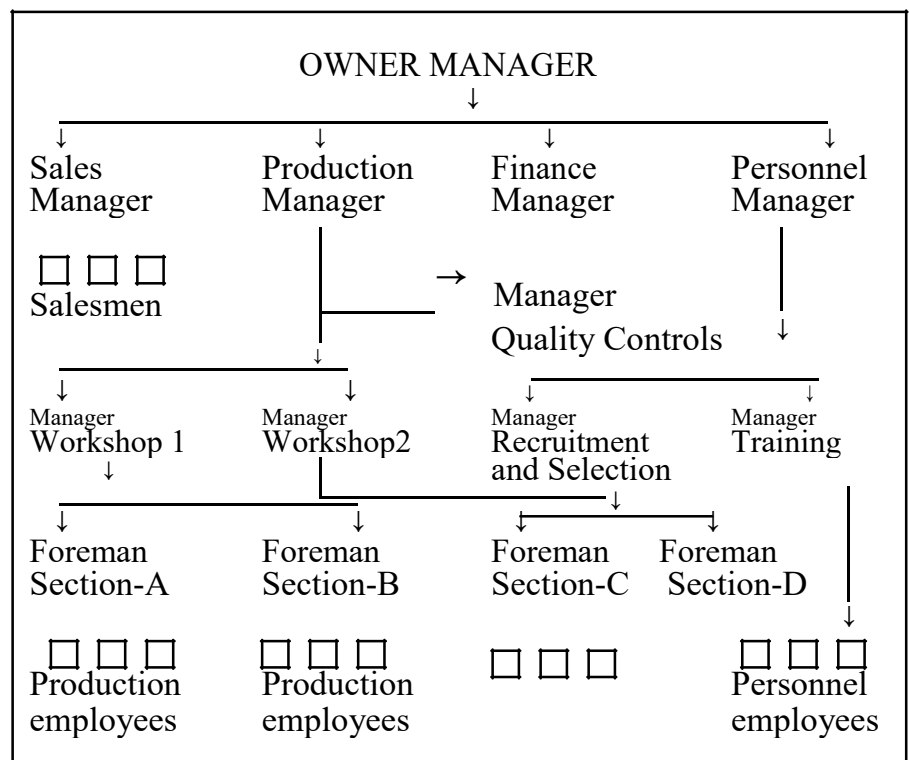 OWNER MANAGER
Sales Manager
Production Manager
Finance Manager
Personnel Manager
Salesmen
Manager
Quality Controls
Manager
Workshop 1
Manager
Workshop2
Manager
Recruitment
and Selection
Manager
Training
Foreman
Section-A
Foreman
Section-B
Foreman
Section-C
Foreman
Section-D
Production
employees
Production
employees
Personnel
employees